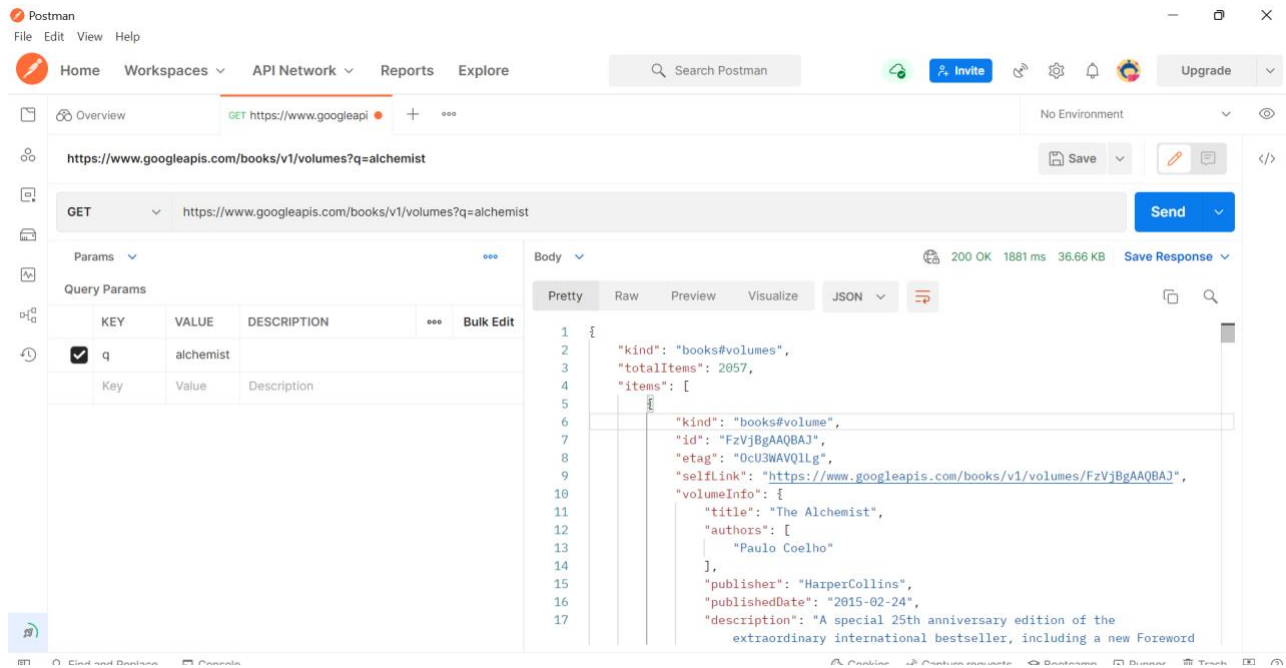 Postman
File Edit View Help
Home Workspaces API Network Reports Explore Search Postman Invite Upgrade
Overview GET https://www.googleapi No Environment
https://www.googleapis.com/books/v1/volumes?q=alchemist Save
GET https://www.googleapis.com/books/v1/volumes?q=alchemist Send
Params Body 200 OK 1881 ms 36.66 KB Save Response
Query Params
Pretty Raw Preview Visualize JSON
KEY VALUE DESCRIPTION Bulk Edit
q alchemist
Key Value Description
1 {
2 "kind": "books#volumes",
3 "totalItems": 2057,
4 "items": [
5 {
6 "kind": "books#volume",
7 "id": "FzVjBgAAQBAJ",
8 "etag": "OcU3WAVQlLg",
9 "selfLink": "https://www.googleapis.com/books/v1/volumes/FzVjBgAAQBAJ",
10 "volumeInfo": {
11 "title": "The Alchemist",
12 "authors": [
13 "Paulo Coelho"
14 ],
15 "publisher": "HarperCollins",
16 "publishedDate": "2015-02-24",
17 "description": "A special 25th anniversary edition of the
extraordinary international bestseller, including a new Foreword
Find and Replace Console Cookies Capture requests Bootcamp Runner Trash